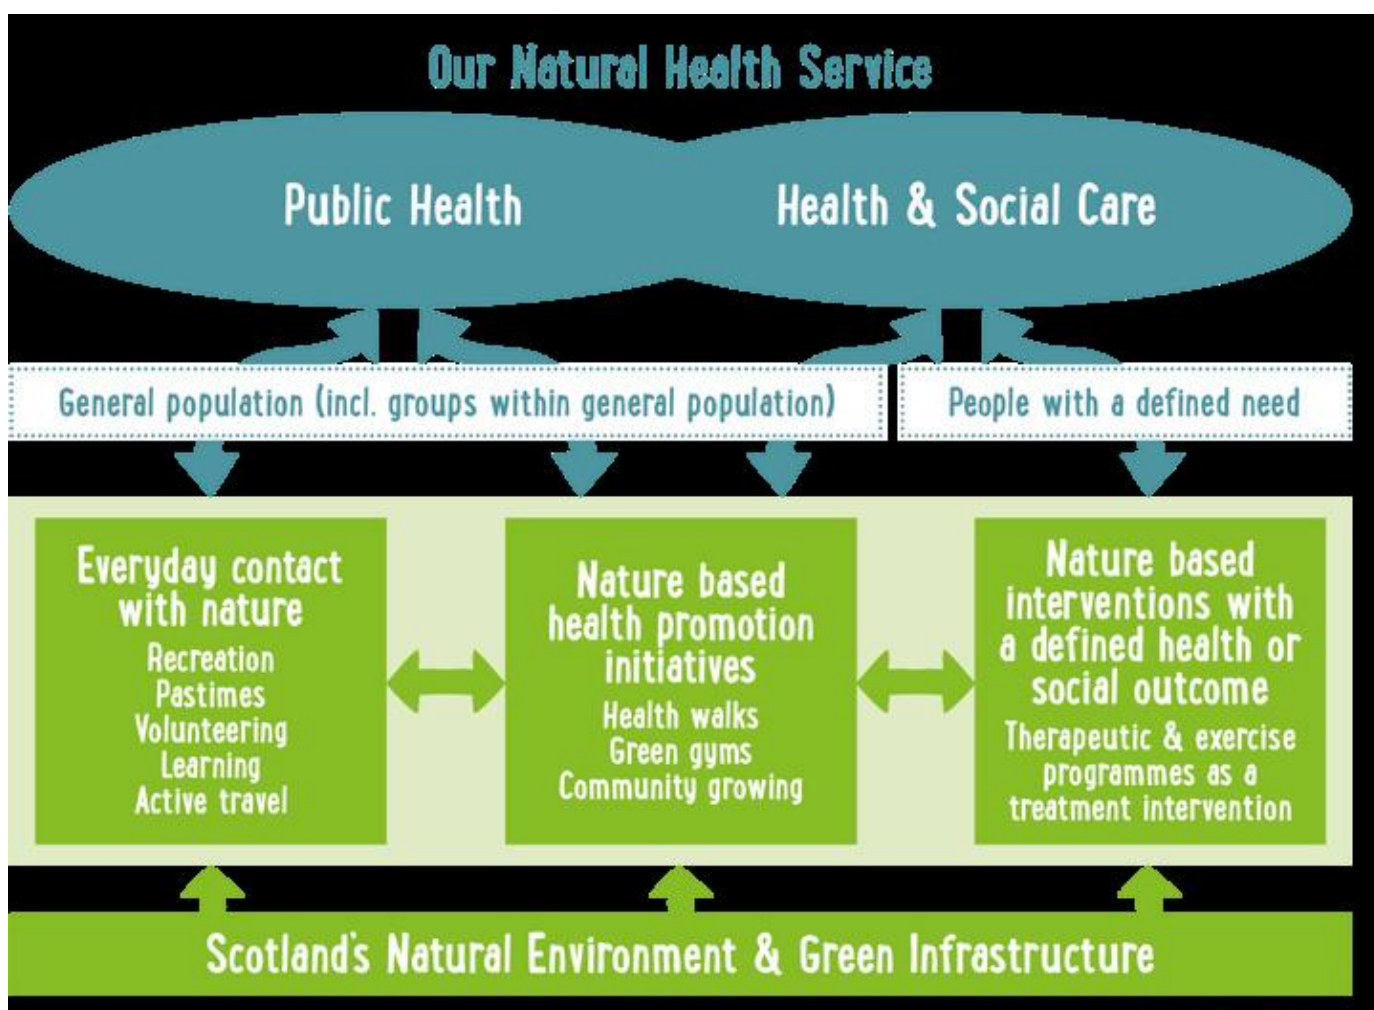 Our Natural Health Service
Public Health
Health & Social Care
General population (incl. groups within general population)
People with a defined need
Everyday contact
with nature
Recreation
Pastimes
Volunteering
Learning
Active travel
Nature based
health promotion
initiatives
Health walks
Green gyms
Community growing
Nature based
interventions with
a defined health or
social outcome
Therapeutic & exercise
programmes as a
treatment intervention
Scotland's Natural Environment & Green Infrastructure